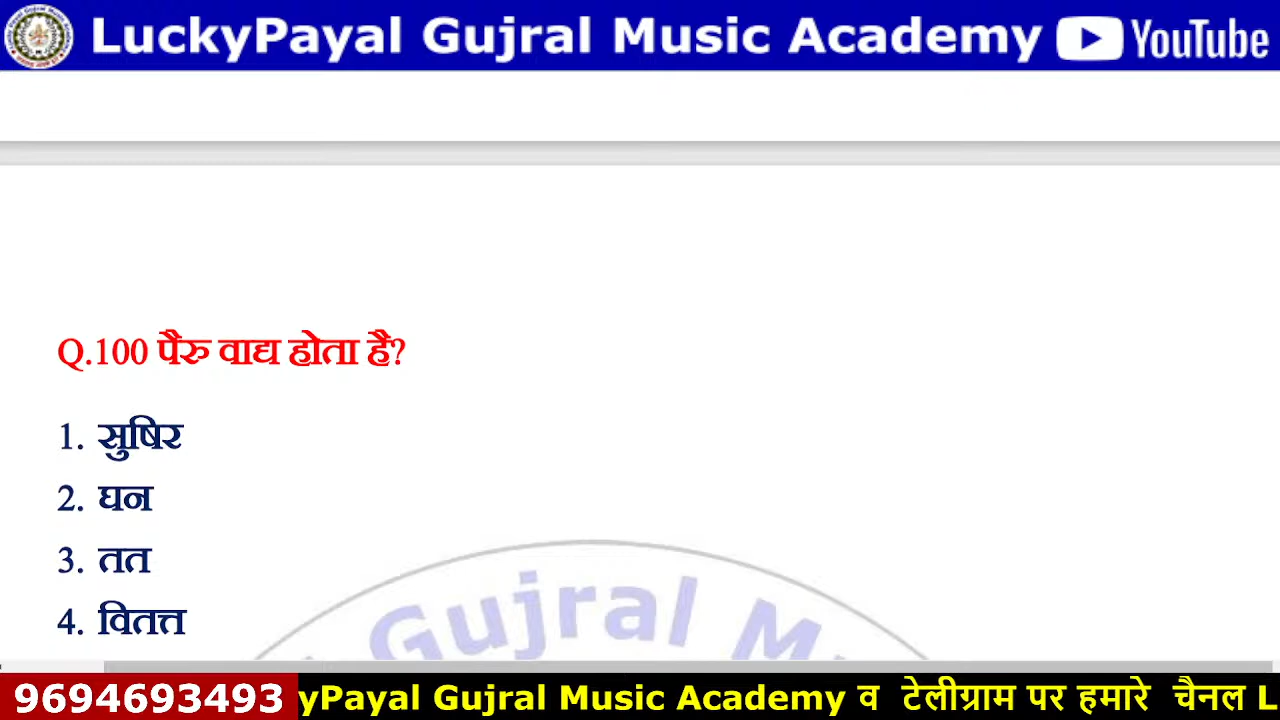 LuckyPayal Gujral Music Academy YouTube
Q.100 पैरु वाद्य होता है?
1. सुषिर
2. घन
3. तत
4. वितत्त
Gujral Mu
9694693493 yPayal Gujral Music Academy व टेलीग्राम पर हमारे चैनल L